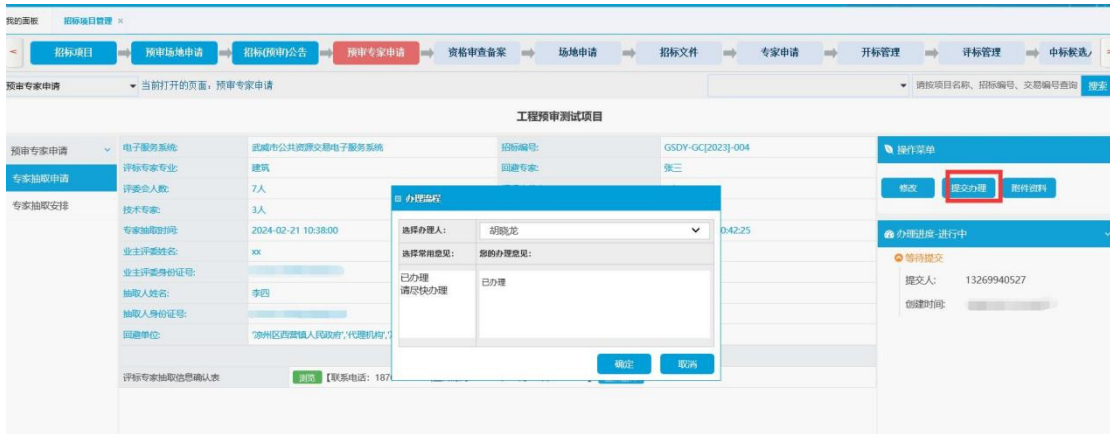 我的面板 招标项目管理 ×
招标项目 预审场地申请 招标(预审)公告 预审专家申请 资格审查备案 场地申请 招标文件 专家申请 开标管理 评标管理 中标候选
预审专家申请 当前打开的页面：预审专家申请 请按项目名称、招标编号、交易编号查询 搜索
工程预审测试项目
预审专家申请
专家抽取申请
专家抽取安排
电子服务系统: 武威市公共资源交易电子服务系统 招标编号: GSDY-GC[2023]-004
评标专家专业: 建筑 回避专家: 张三
评委会人数: 7人
技术专家: 3人
专家抽取时间: 2024-02-21 10:38:00 0:42:25
业主评委姓名: xx
业主评委身份证号:
抽取人姓名: 李四
抽取人身份证号:
回避单位: '凉州区西营镇人民政府','代理机构',
评标专家抽取信息确认表 浏览 【联系电话：187
办理流程
选择办理人: 胡晓龙
选择常用意见: 您的办理意见:
已办理
请尽快办理
已办理
确定 取消
操作菜单
修改 提交办理 附件资料
办理进度-进行中
等待提交
提交人: 13269940527
创建时间: